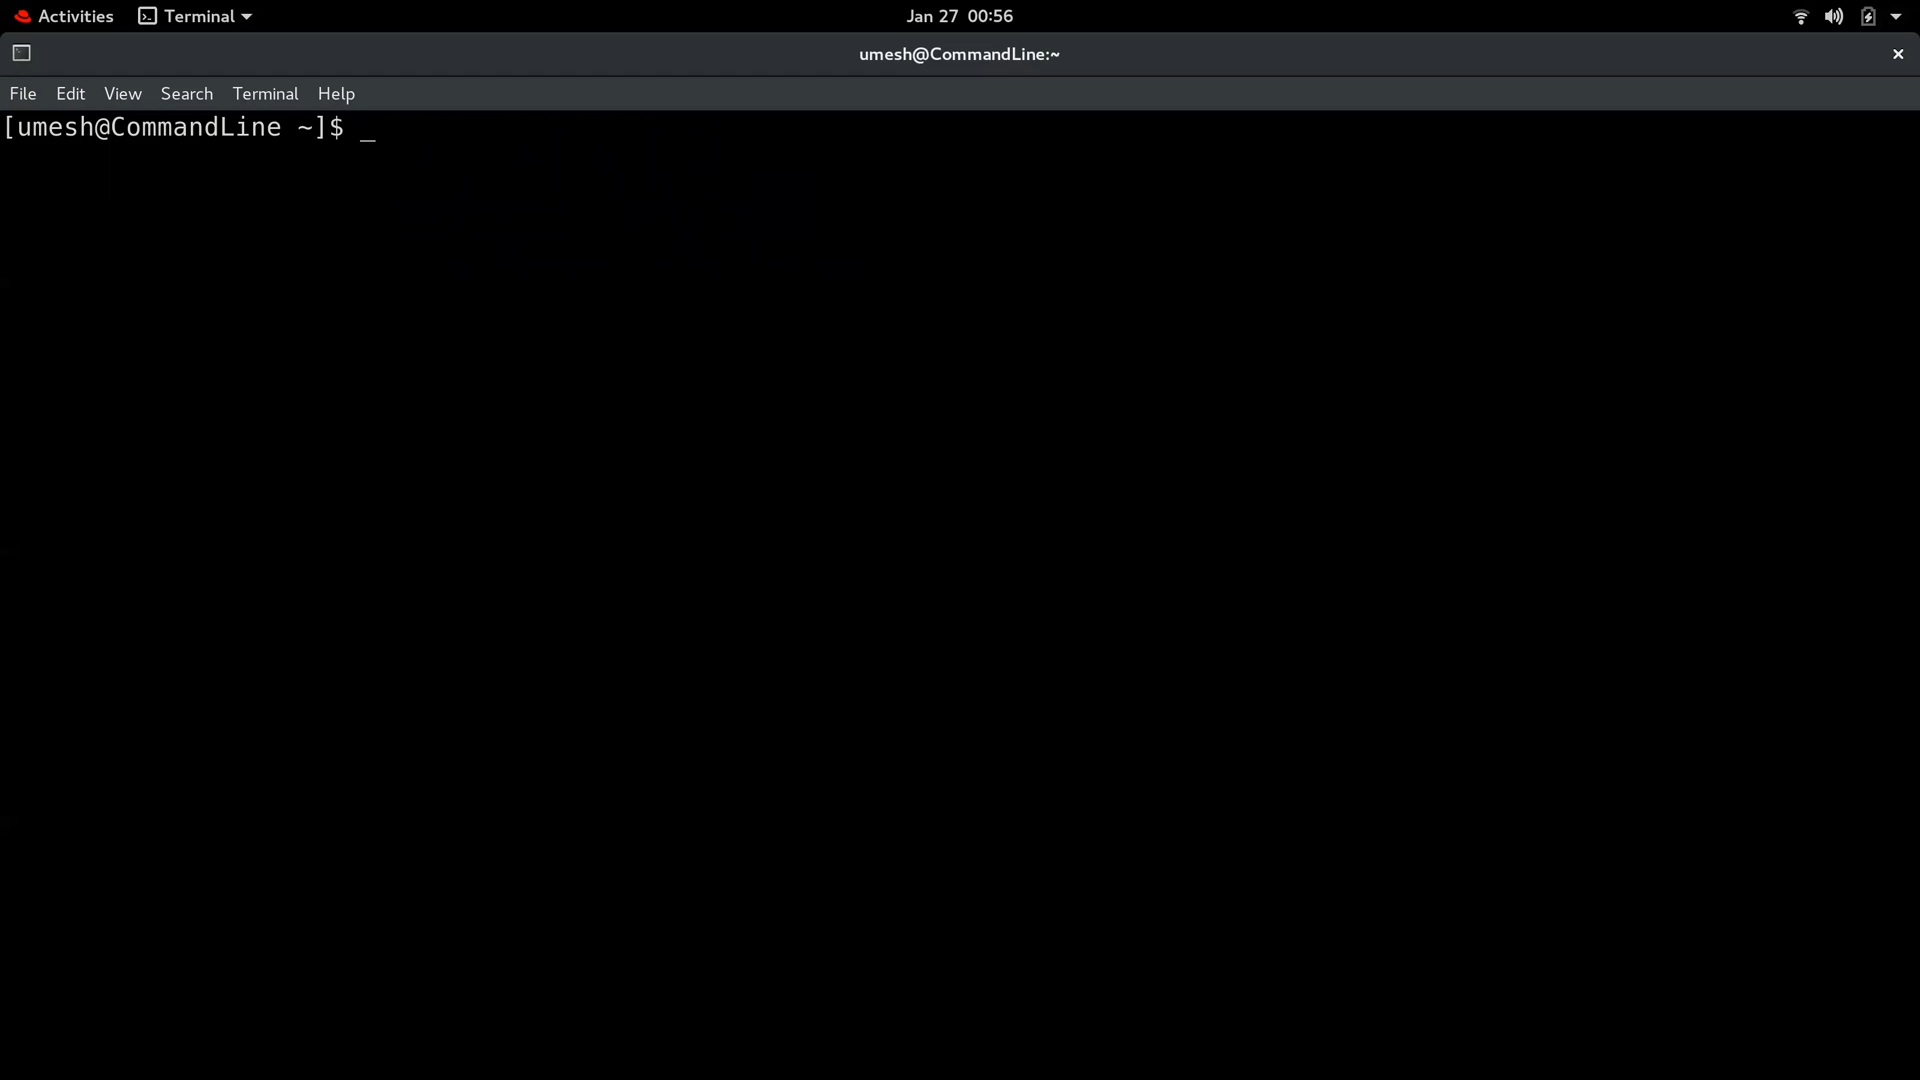 Activities Terminal Jan 27 00:56
umesh@CommandLine:~
File Edit View Search Terminal Help
[umesh@CommandLine ~]$ _